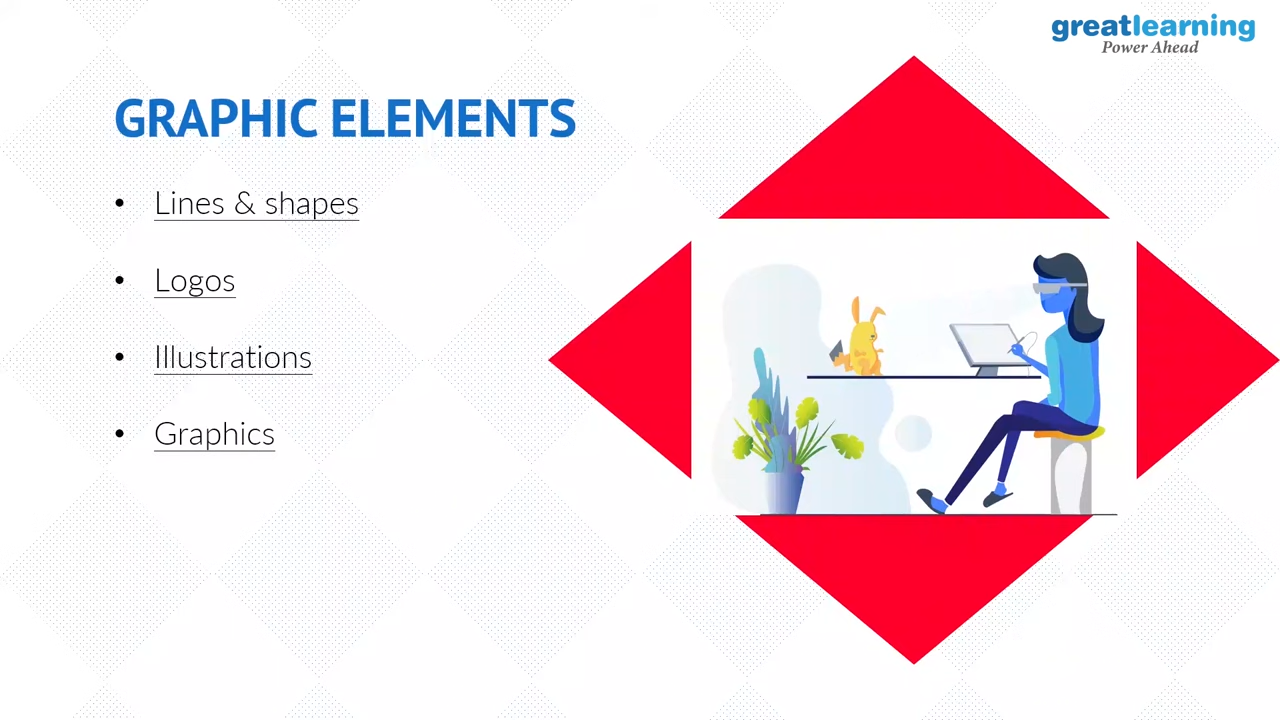 greatlearning
Power Ahead
GRAPHIC ELEMENTS
• Lines & shapes
• Logos
• Illustrations
• Graphics